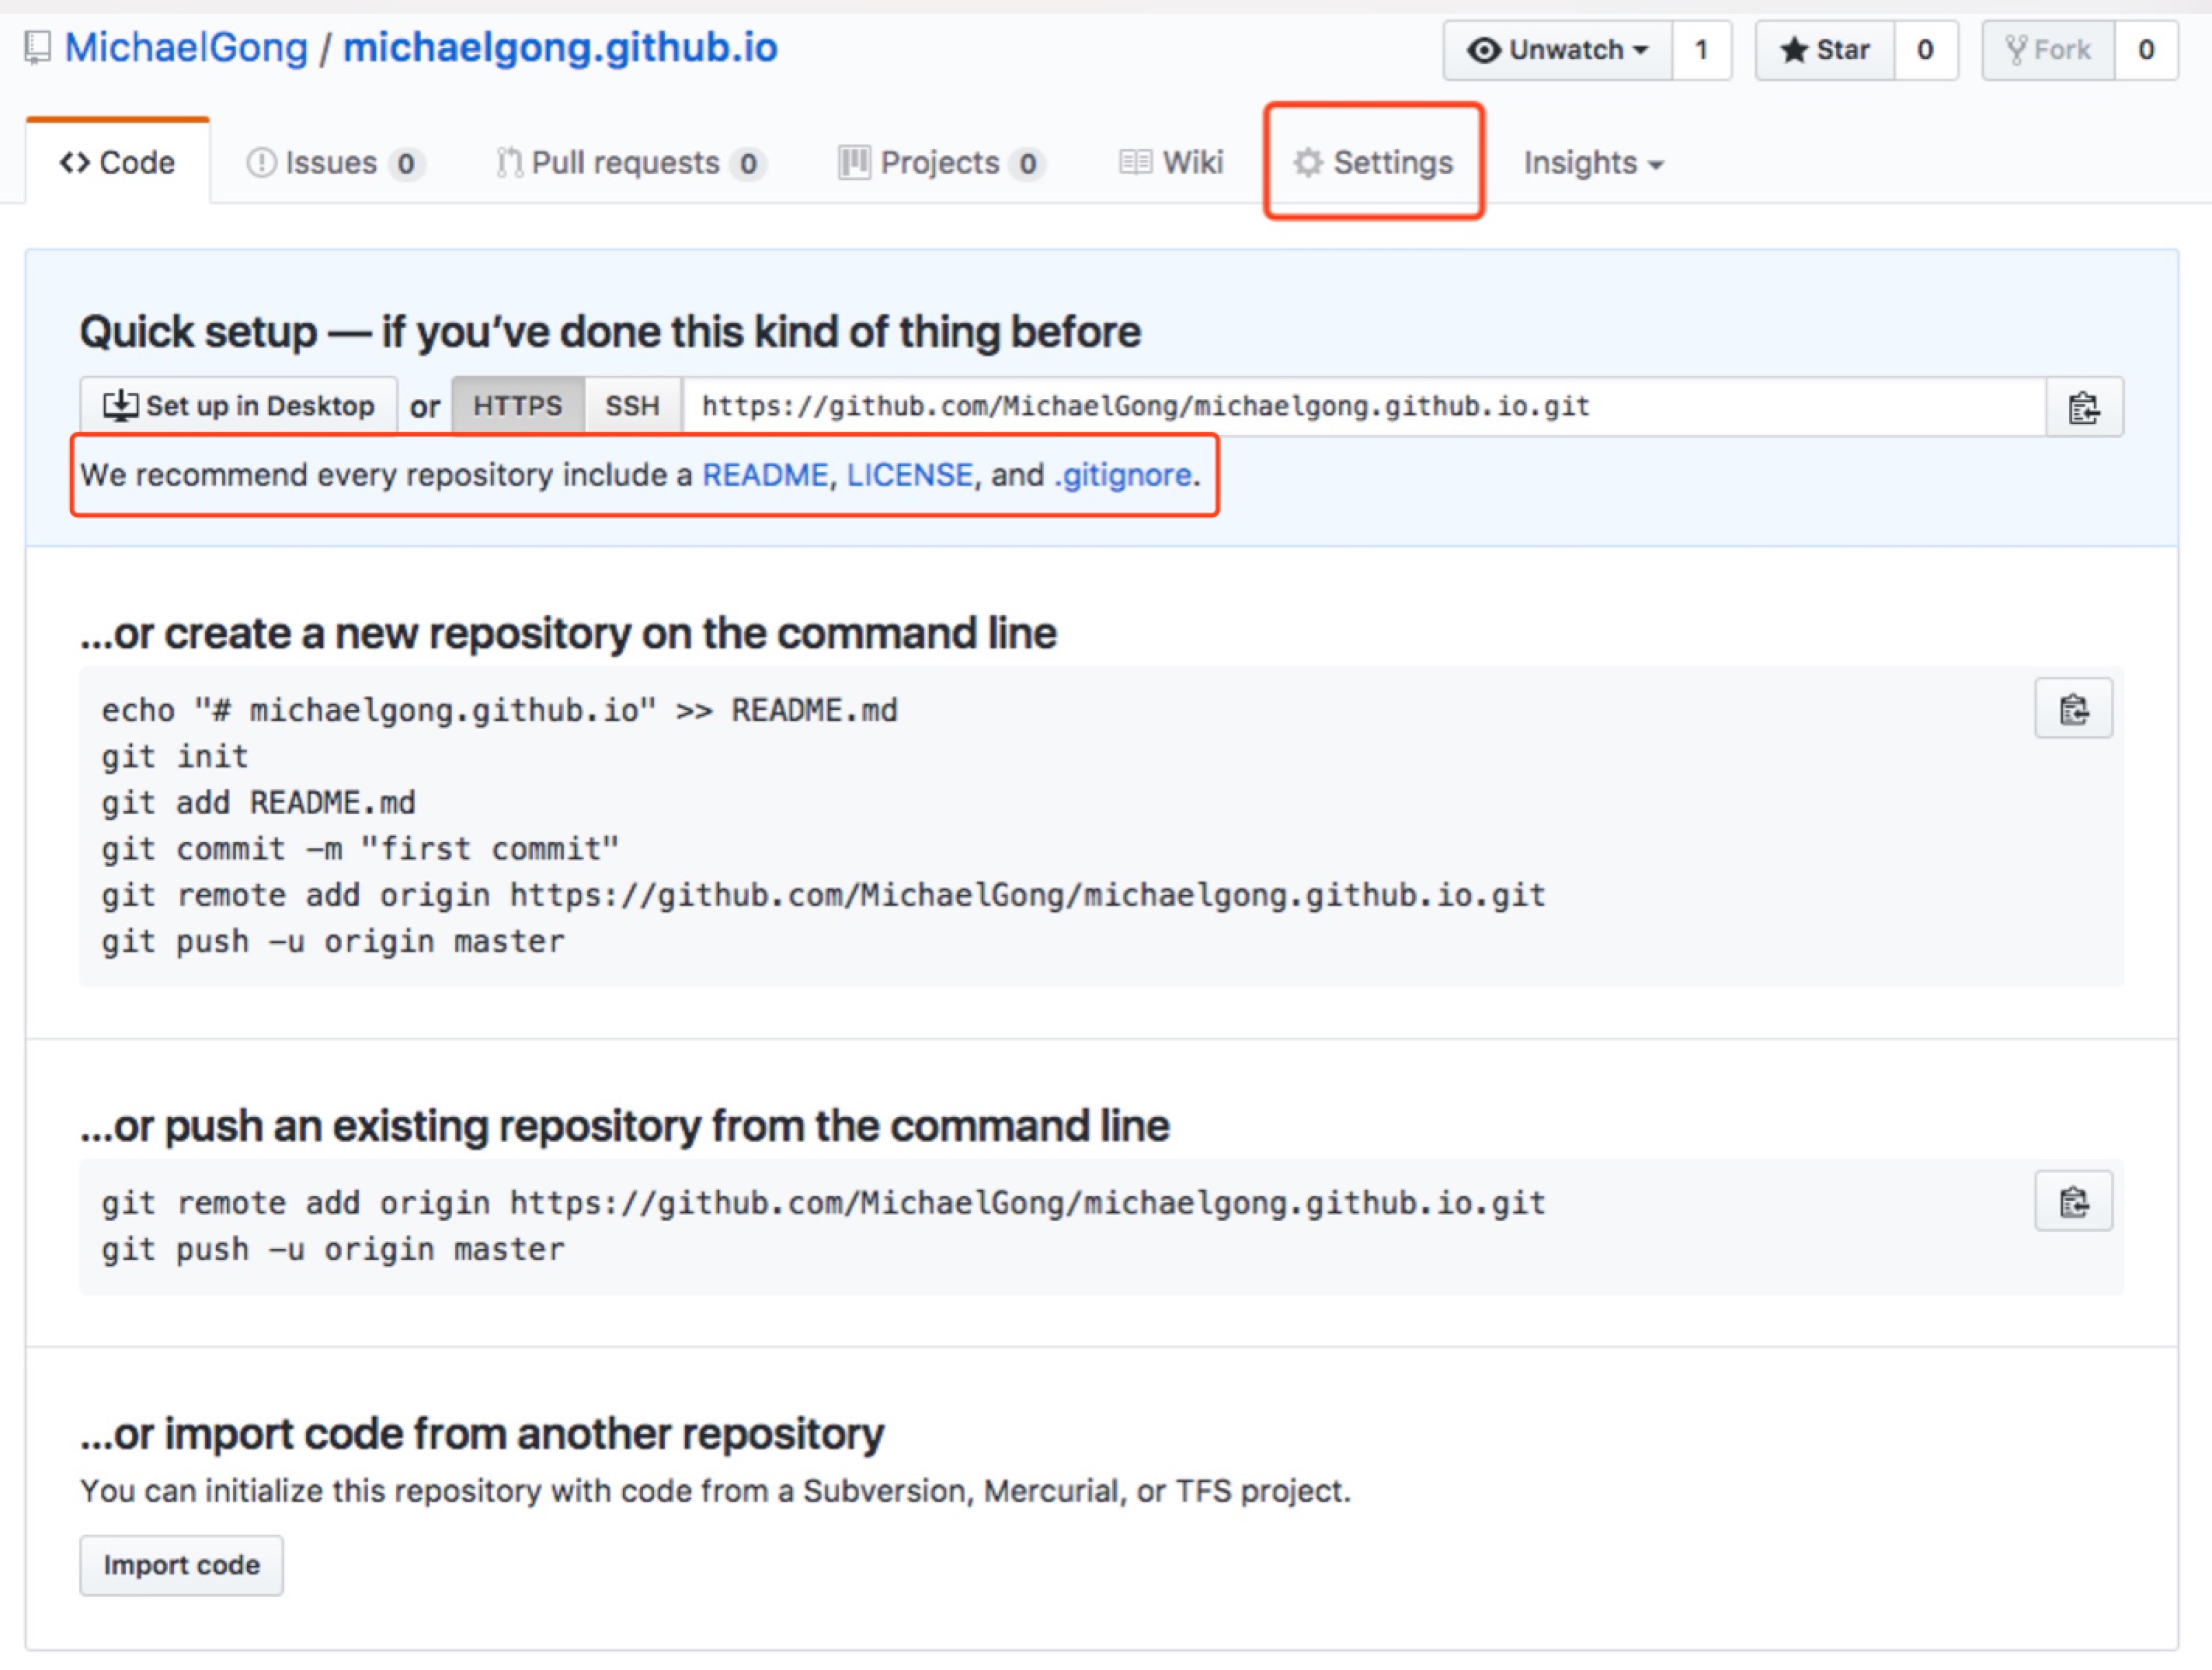 MichaelGong / michaelgong.github.io Unwatch 1 Star 0 Fork 0
Code Issues 0 Pull requests 0 Projects 0 Wiki Settings Insights
Quick setup — if you’ve done this kind of thing before
Set up in Desktop or HTTPS SSH https://github.com/MichaelGong/michaelgong.github.io.git
We recommend every repository include a README, LICENSE, and .gitignore.
…or create a new repository on the command line
echo "# michaelgong.github.io" >> README.md
git init
git add README.md
git commit -m "first commit"
git remote add origin https://github.com/MichaelGong/michaelgong.github.io.git
git push -u origin master
…or push an existing repository from the command line
git remote add origin https://github.com/MichaelGong/michaelgong.github.io.git
git push -u origin master
…or import code from another repository
You can initialize this repository with code from a Subversion, Mercurial, or TFS project.
Import code